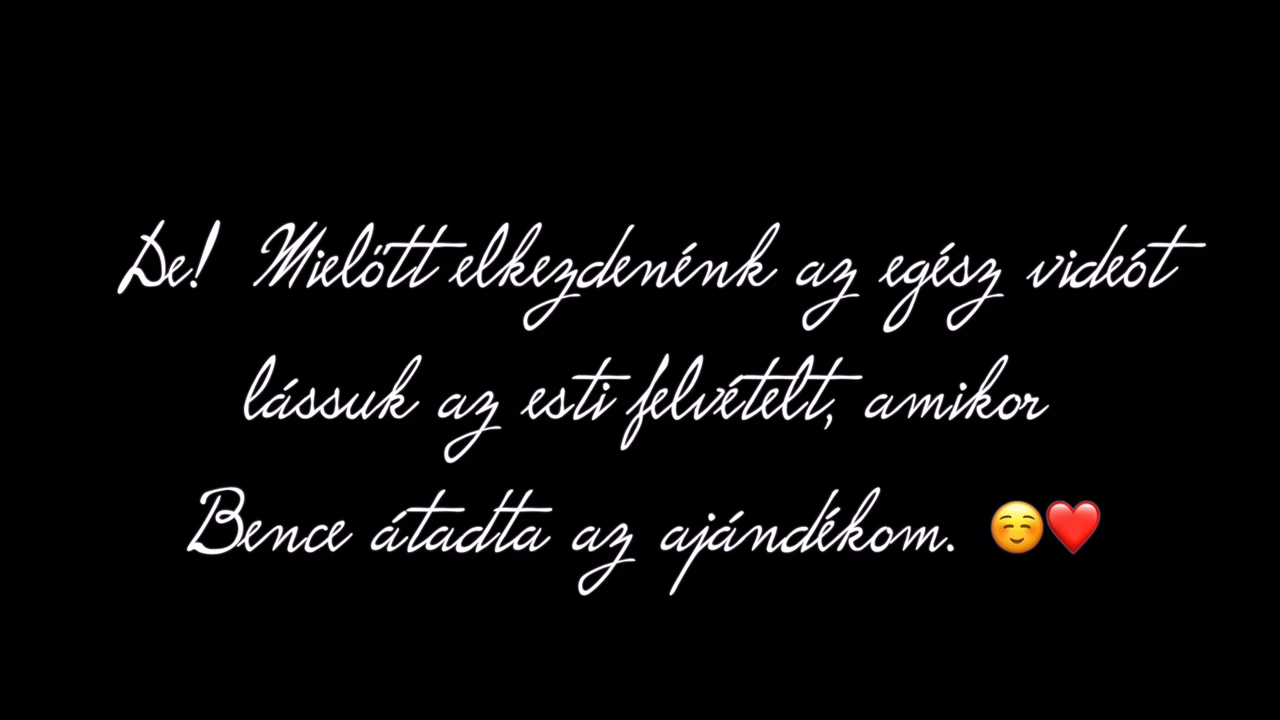 De! Mielőtt elkezdenénk az egész videót
lássuk az esti felvételt, amikor
Bence átadta az ajándékom. ☺️❤️